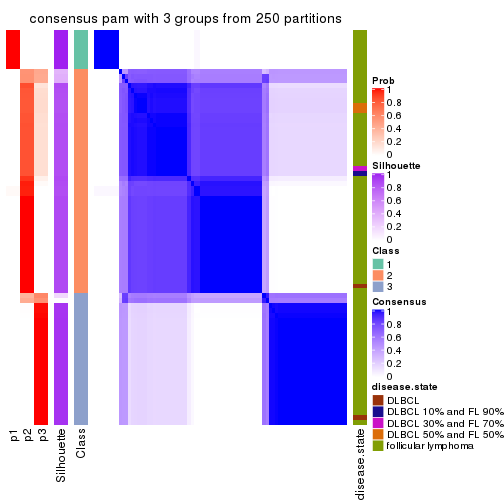 consensus pam with 3 groups from 250 partitions
Prob
1
0.8
0.6
0.4
0.2
0
Silhouette
1
0.8
0.6
0.4
0.2
0
Class
1
2
3
Consensus
1
0.8
0.6
0.4
0.2
0
disease.state
DLBCL
DLBCL 10% and FL 90%
DLBCL 30% and FL 70%
DLBCL 50% and FL 50%
follicular lymphoma
p1
p2
p3
Silhouette
Class
disease.state